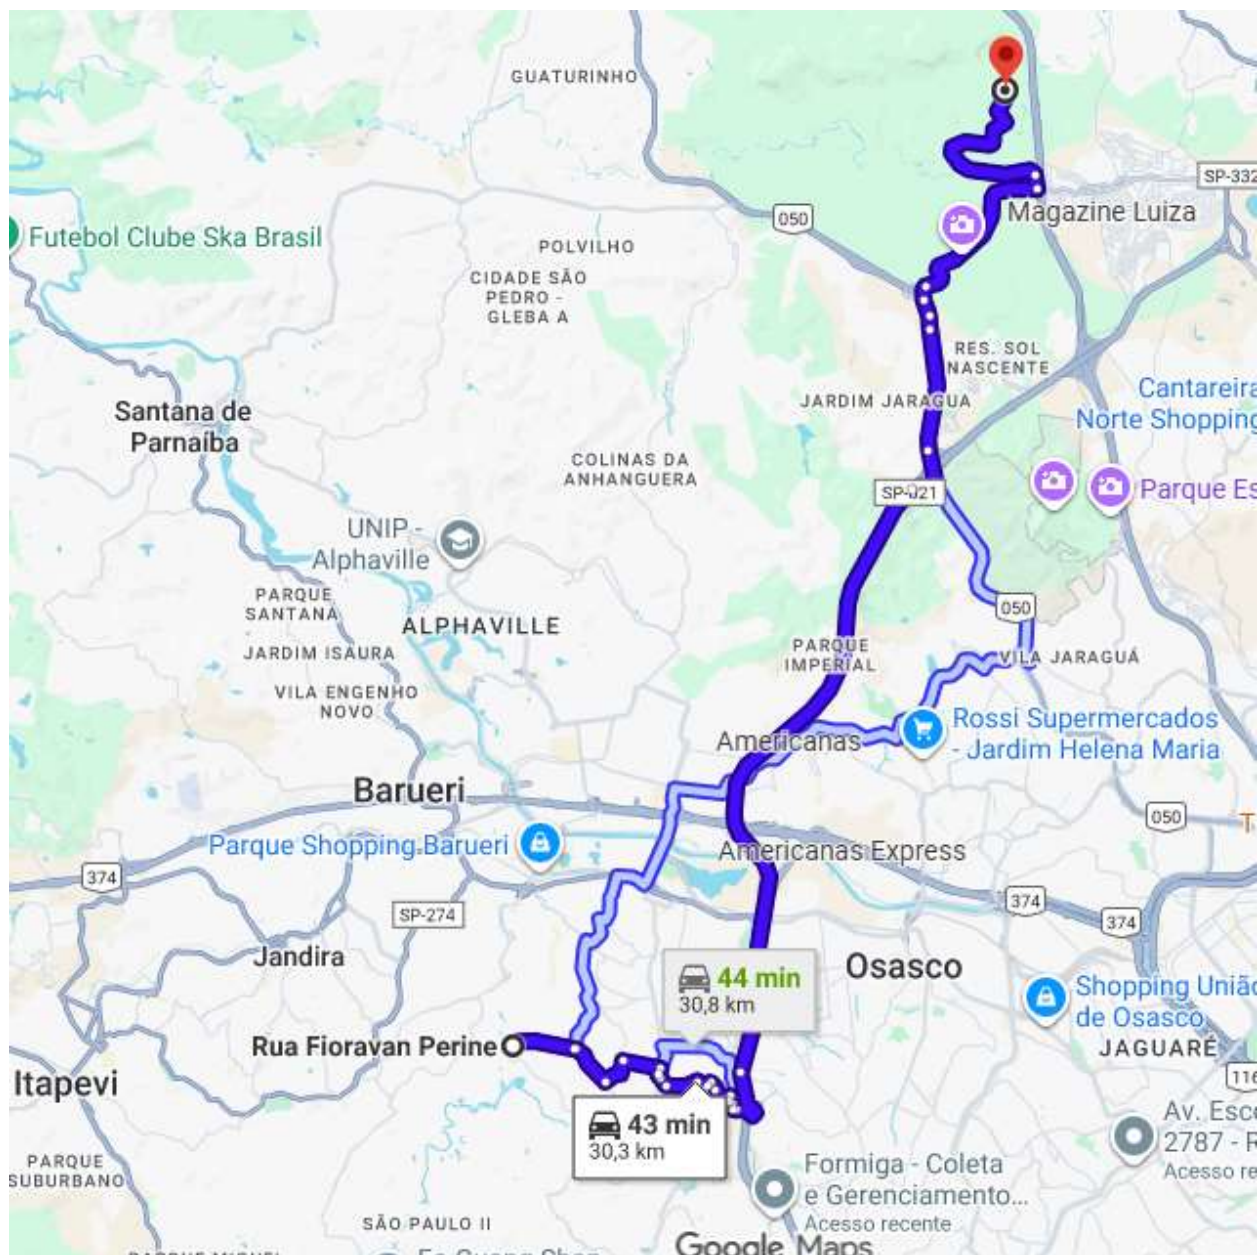 GUATURINHO
SP-332
050
Magazine Luiza
Futebol Clube Ska Brasil
POLVILHO
CIDADE SÃO
PEDRO -
GLEBA A
RES. SOL
NASCENTE
JARDIM JARAGUA
Cantareira
Norte Shopping
Santana de
Parnaíba
COLINAS DA
ANHANGUERA
SP-021
Parque Es
UNIP -
Alphaville
PARQUE
SANTANA
050
ALPHAVILLE
JARDIM ISAURA
PARQUE
IMPERIAL
VILA JARAGUÁ
VILA ENGENHO
NOVO
Rossi Supermercados
- Jardim Helena Maria
Americanas
Barueri
050
Parque Shopping Barueri
Americanas Express
374
374
374
SP-274
Jandira
44 min
30,8 km
Osasco
Shopping União
de Osasco
JAGUARÉ
Rua Fioravan Perine
Itapevi
116
43 min
30,3 km
Av. Esc
2787 - R
Acesso re
PARQUE
SUBURBANO
Formiga - Coleta
e Gerenciamento...
Acesso recente
SÃO PAULO II
Google Maps